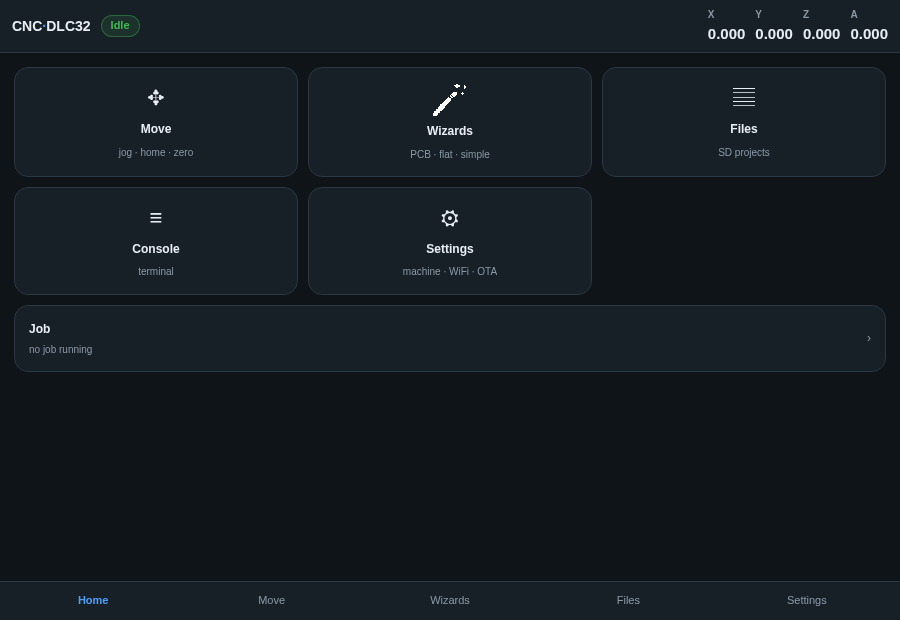 CNC·DLC32
Idle
X Y Z A
0.000 0.000 0.000 0.000
Move
jog · home · zero
Wizards
PCB · flat · simple
Files
SD projects
Console
terminal
Settings
machine · WiFi · OTA
Job
no job running
Home Move Wizards Files Settings